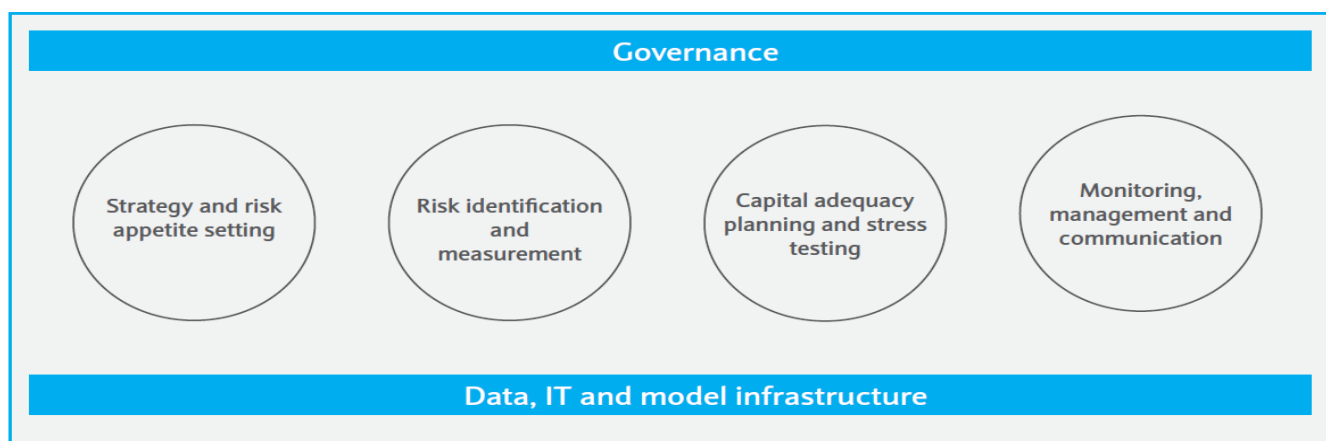 Governance
Strategy and risk
appetite setting
Risk identification
and
measurement
Capital adequacy
planning and stress
testing
Monitoring,
management and
communication
Data, IT and model infrastructure